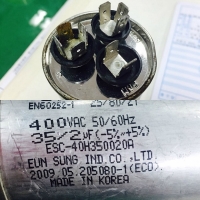 EN60252-1 25/80/21
400VAC 50/60Hz
35/2µF(-5%~+5%)
ESC-40H350020A
EUN SUNG IND.CO.,LTD.
2009.05.205080-1(ECO)
MADE IN KOREA